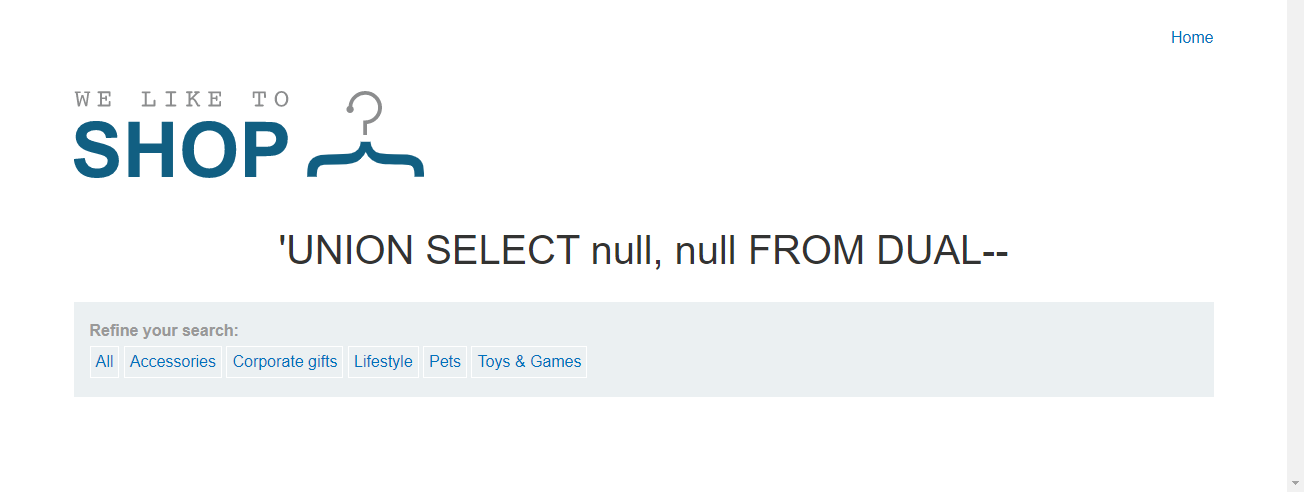 Home
WE LIKE TO
SHOP
'UNION SELECT null, null FROM DUAL--
Refine your search:
All Accessories Corporate gifts Lifestyle Pets Toys & Games